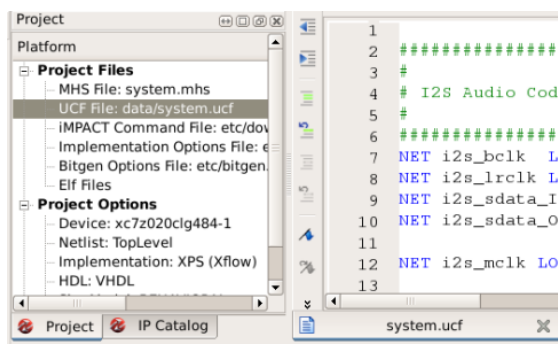 Project
Platform
Project Files
MHS File: system.mhs
UCF File: data/system.ucf
iMPACT Command File: etc/dov
Implementation Options File: e
Bitgen Options File: etc/bitgen.
Elf Files
Project Options
Device: xc7z020clg484-1
Netlist: TopLevel
Implementation: XPS (Xflow)
HDL: VHDL
Project
IP Catalog
1
2 ###############
3 #
4 # I2S Audio Cod
5 #
6 ###############
7 NET i2s_bclk L
8 NET i2s_lrclk L
9 NET i2s_sdata_I
10 NET i2s_sdata_O
11
12 NET i2s_mclk LO
13
system.ucf